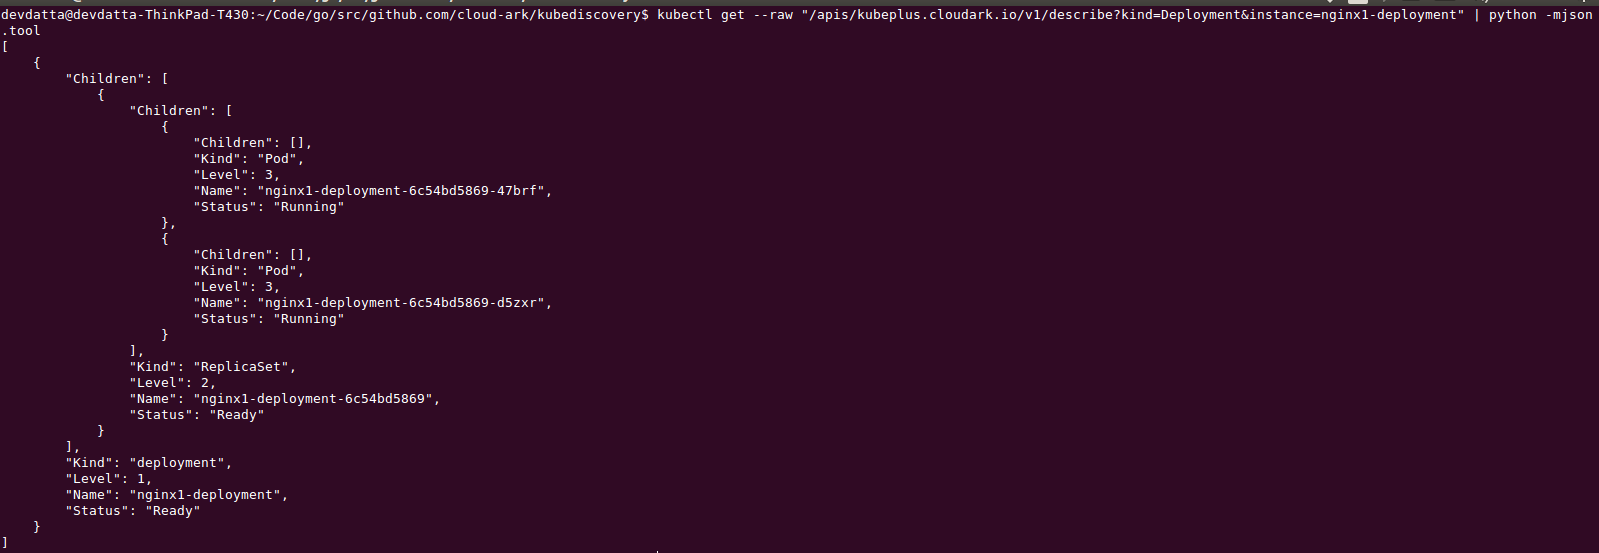 devdatta@devdatta-ThinkPad-T430:~/Code/go/src/github.com/cloud-ark/kubediscovery$ kubectl get --raw "/apis/kubeplus.cloudark.io/v1/describe?kind=Deployment&instance=nginx1-deployment" | python -mjson
.tool
[
    {
        "Children": [
            {
                "Children": [
                    {
                        "Children": [],
                        "Kind": "Pod",
                        "Level": 3,
                        "Name": "nginx1-deployment-6c54bd5869-47brf",
                        "Status": "Running"
                    },
                    {
                        "Children": [],
                        "Kind": "Pod",
                        "Level": 3,
                        "Name": "nginx1-deployment-6c54bd5869-d5zxr",
                        "Status": "Running"
                    }
                ],
                "Kind": "ReplicaSet",
                "Level": 2,
                "Name": "nginx1-deployment-6c54bd5869",
                "Status": "Ready"
            }
        ],
        "Kind": "deployment",
        "Level": 1,
        "Name": "nginx1-deployment",
        "Status": "Ready"
    }
]